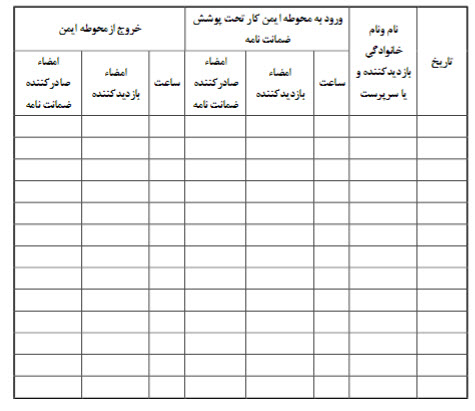 تاریخ
نام ونام
خانوادگی
بازدیدکننده و
یا سرپرست
ورود به محوطه ایمن کار تحت پوشش
ضمانت نامه
ساعت
امضاء
بازدیدکننده
امضاء
صادرکننده
ضمانت نامه
خروج از محوطه ایمن
ساعت
امضاء
بازدیدکننده
امضاء
صادرکننده
ضمانت نامه